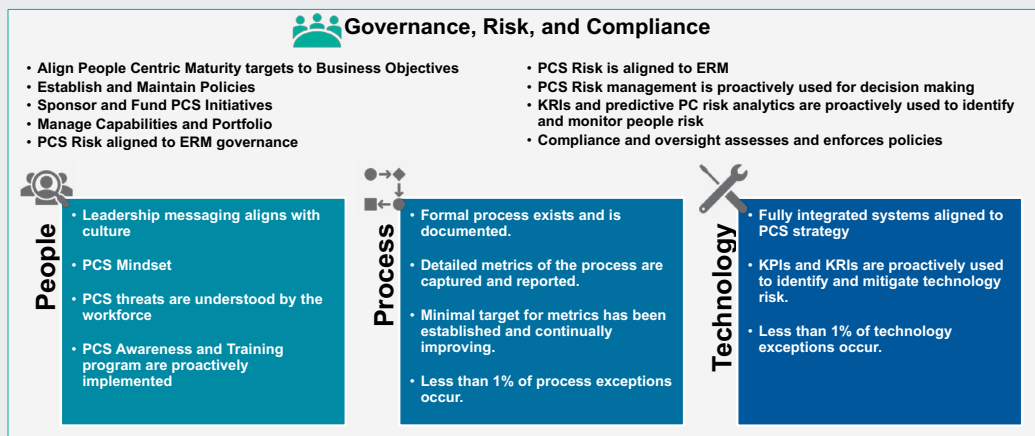 Governance, Risk, and Compliance
• Align People Centric Maturity targets to Business Objectives
• Establish and Maintain Policies
• Sponsor and Fund PCS Initiatives
• Manage Capabilities and Portfolio
• PCS Risk aligned to ERM governance
• PCS Risk is aligned to ERM
• PCS Risk management is proactively used for decision making
• KRIs and predictive PC risk analytics are proactively used to identify
and monitor people risk
• Compliance and oversight assesses and enforces policies
People
• Leadership messaging aligns with
culture
• PCS Mindset
• PCS threats are understood by the
workforce
• PCS Awareness and Training
program are proactively
implemented
Process
• Formal process exists and is
documented.
• Detailed metrics of the process are
captured and reported.
• Minimal target for metrics has been
established and continually
improving.
• Less than 1% of process exceptions
occur.
Technology
• Fully integrated systems aligned to
PCS strategy
• KPIs and KRIs are proactively used
to identify and mitigate technology
risk.
• Less than 1% of technology
exceptions occur.